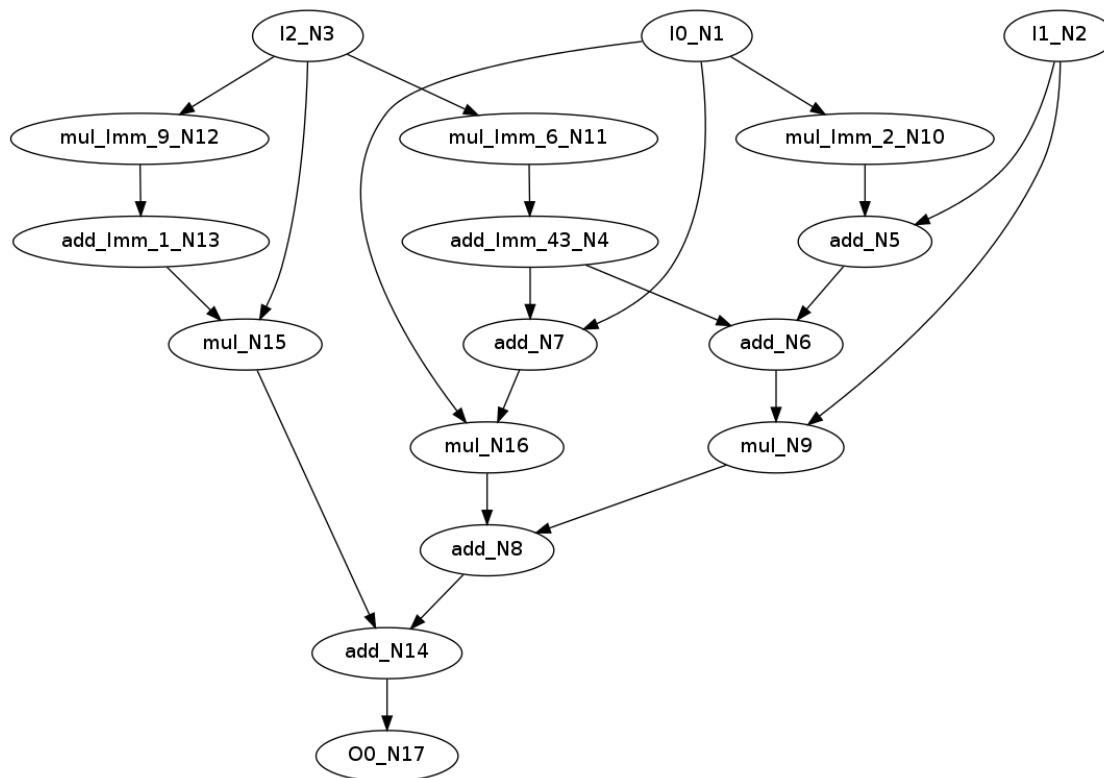 I2_N3
I0_N1
I1_N2
mul_Imm_9_N12
mul_Imm_6_N11
mul_Imm_2_N10
add_Imm_1_N13
add_Imm_43_N4
add_N5
mul_N15
add_N7
add_N6
mul_N16
mul_N9
add_N8
add_N14
O0_N17